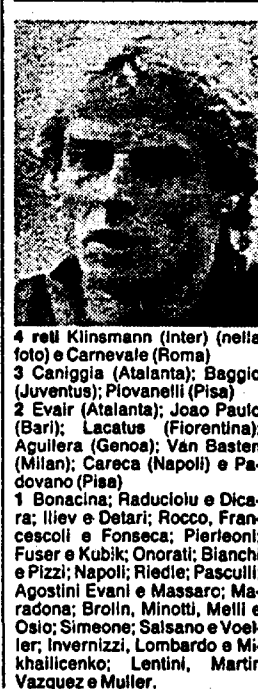 4 reti Klinsmann (Inter) (nella
foto) e Carnevale (Roma)
3 Caniggia (Atalanta); Baggio
(Juventus); Piovanelli (Pisa)
2 Evair (Atalanta); Joao Paulo
(Bari); Lacatus (Fiorentina);
Aguilera (Genoa); Van Basten
(Milan); Careca (Napoli) e Pa-
dovano (Pisa)
1 Bonacina; Raducioiu e Dica-
ra; Iliev e Detari; Rocco, Fran-
cescoli e Fonseca; Pierleoni;
Fuser e Kubik; Onorati; Bianchi
e Pizzi; Napoli; Riedle; Pasculli;
Agostini Evani e Massaro; Ma-
radona; Brolin, Minotti, Melli e
Osio; Simeone; Salsano e Voel-
ler; Invernizzi, Lombardo e Mi-
khailicenko; Lentini, Martin
Vazquez e Muller.